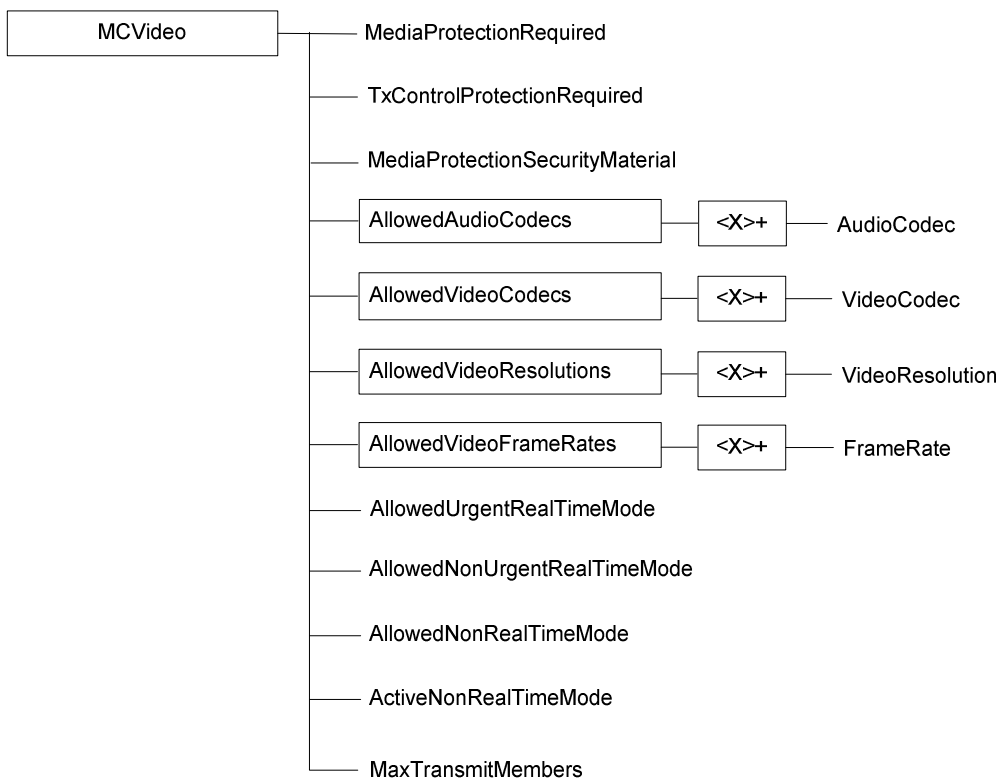 MCVideo
MediaProtectionRequired
TxControlProtectionRequired
MediaProtectionSecurityMaterial
AllowedAudioCodecs <X>+ AudioCodec
AllowedVideoCodecs <X>+ VideoCodec
AllowedVideoResolutions <X>+ VideoResolution
AllowedVideoFrameRates <X>+ FrameRate
AllowedUrgentRealTimeMode
AllowedNonUrgentRealTimeMode
AllowedNonRealTimeMode
ActiveNonRealTimeMode
MaxTransmitMembers